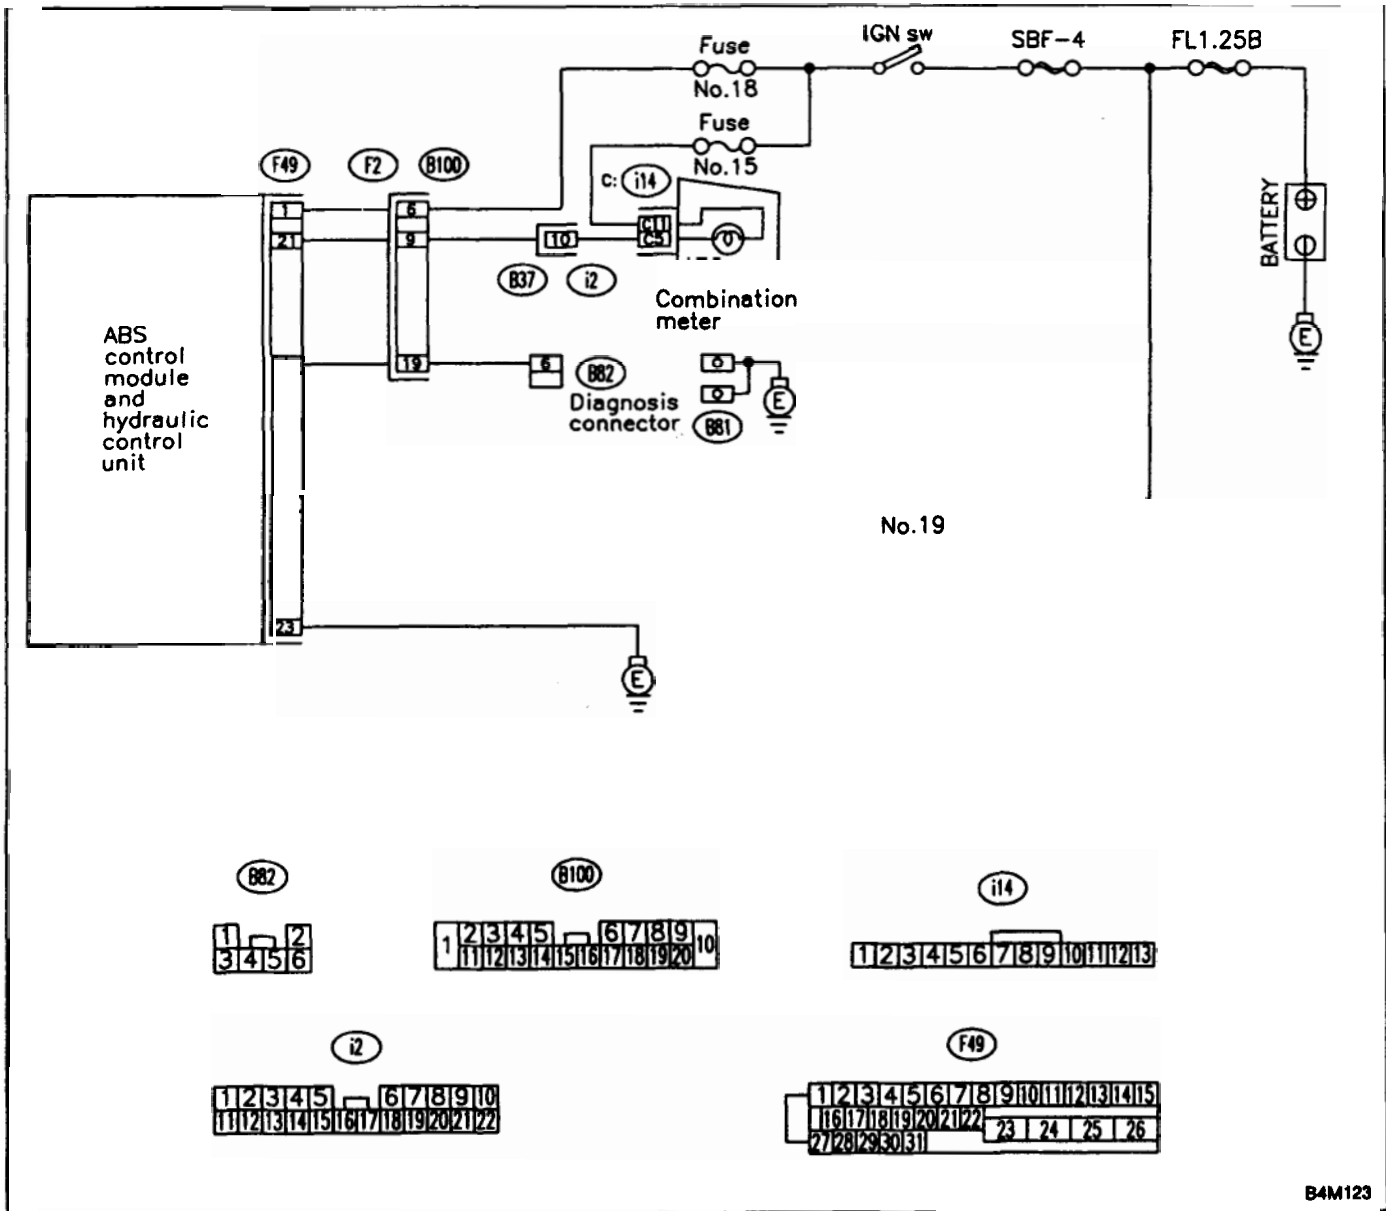 IGN sw
SBF-4
FL1.25B
Fuse
No.18
Fuse
No.15
F49
F2
B100
C: i14
1
6
C11
21
9
10
C5
B37
i2
Combination
meter
BATTERY
E
ABS
control
module
and
hydraulic
control
unit
19
6
B82
Diagnosis
connector
B81
E
No.19
23
E
B82
B100
i14
1 2
3 4 5 6
1 2 3 4 5 6 7 8 9 10
11 12 13 14 15 16 17 18 19 20
1 2 3 4 5 6 7 8 9 10 11 12 13
i2
F49
1 2 3 4 5 6 7 8 9 10
11 12 13 14 15 16 17 18 19 20 21 22
1 2 3 4 5 6 7 8 9 10 11 12 13 14 15
16 17 18 19 20 21 22 23 24 25 26
27 28 29 30 31
B4M123